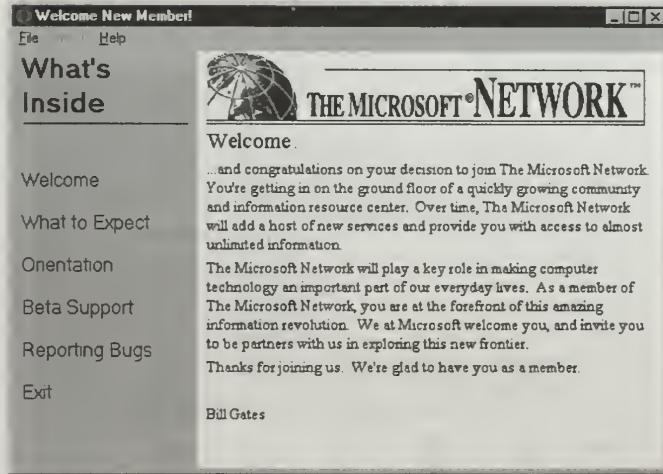 Welcome New Member!
File Help
What's
Inside
Welcome
What to Expect
Orientation
Beta Support
Reporting Bugs
Exit
THE MICROSOFT® NETWORK™
Welcome.
...and congratulations on your decision to join The Microsoft Network.
You're getting in on the ground floor of a quickly growing community
and information resource center. Over time, The Microsoft Network
will add a host of new services and provide you with access to almost
unlimited information.
The Microsoft Network will play a key role in making computer
technology an important part of our everyday lives. As a member of
The Microsoft Network, you are at the forefront of this amazing
information revolution. We at Microsoft welcome you, and invite you
to be partners with us in exploring this new frontier.
Thanks for joining us. We're glad to have you as a member.
Bill Gates